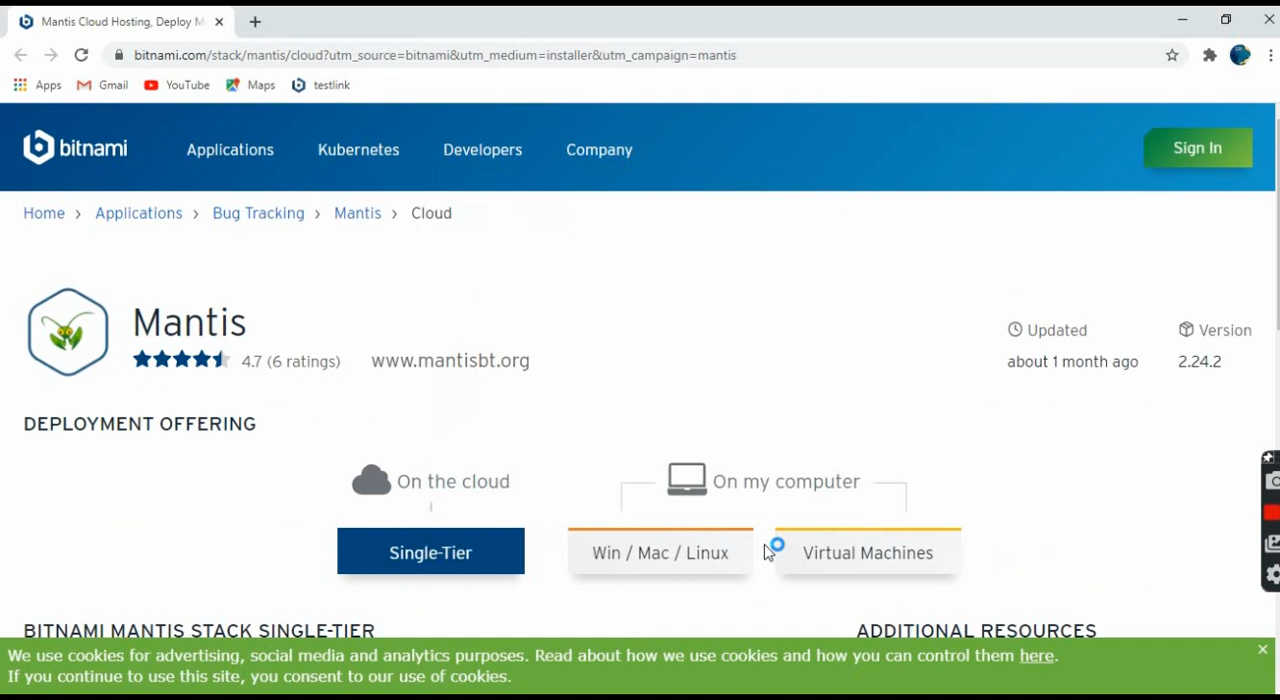 Mantis Cloud Hosting, Deploy M
bitnami.com/stack/mantis/cloud?utm_source=bitnami&utm_medium=installer&utm_campaign=mantis
Apps Gmail YouTube Maps testlink
bitnami Applications Kubernetes Developers Company Sign In
Home > Applications > Bug Tracking > Mantis > Cloud
Mantis
4.7 (6 ratings) www.mantisbt.org
Updated Version
about 1 month ago 2.24.2
DEPLOYMENT OFFERING
On the cloud On my computer
Single-Tier Win / Mac / Linux Virtual Machines
BITNAMI MANTIS STACK SINGLE-TIER ADDITIONAL RESOURCES
We use cookies for advertising, social media and analytics purposes. Read about how we use cookies and how you can control them here.
If you continue to use this site, you consent to our use of cookies.